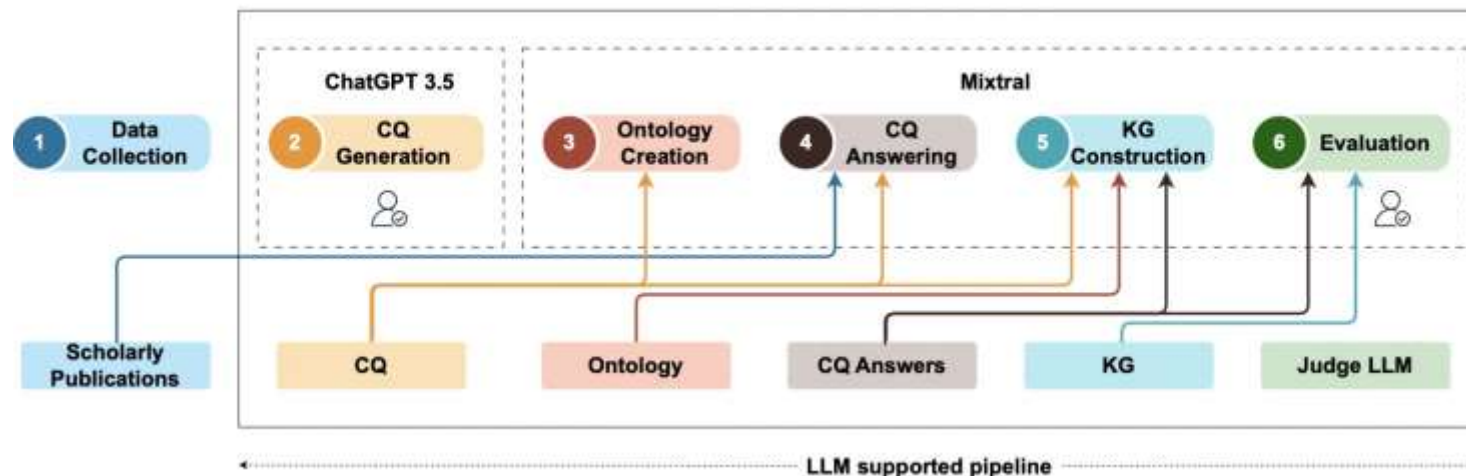 ChatGPT 3.5
Mixtral
1
Data
Collection
2
CQ
Generation
3
Ontology
Creation
4
CQ
Answering
5
KG
Construction
6
Evaluation
Scholarly
Publications
CQ
Ontology
CQ Answers
KG
Judge LLM
LLM supported pipeline